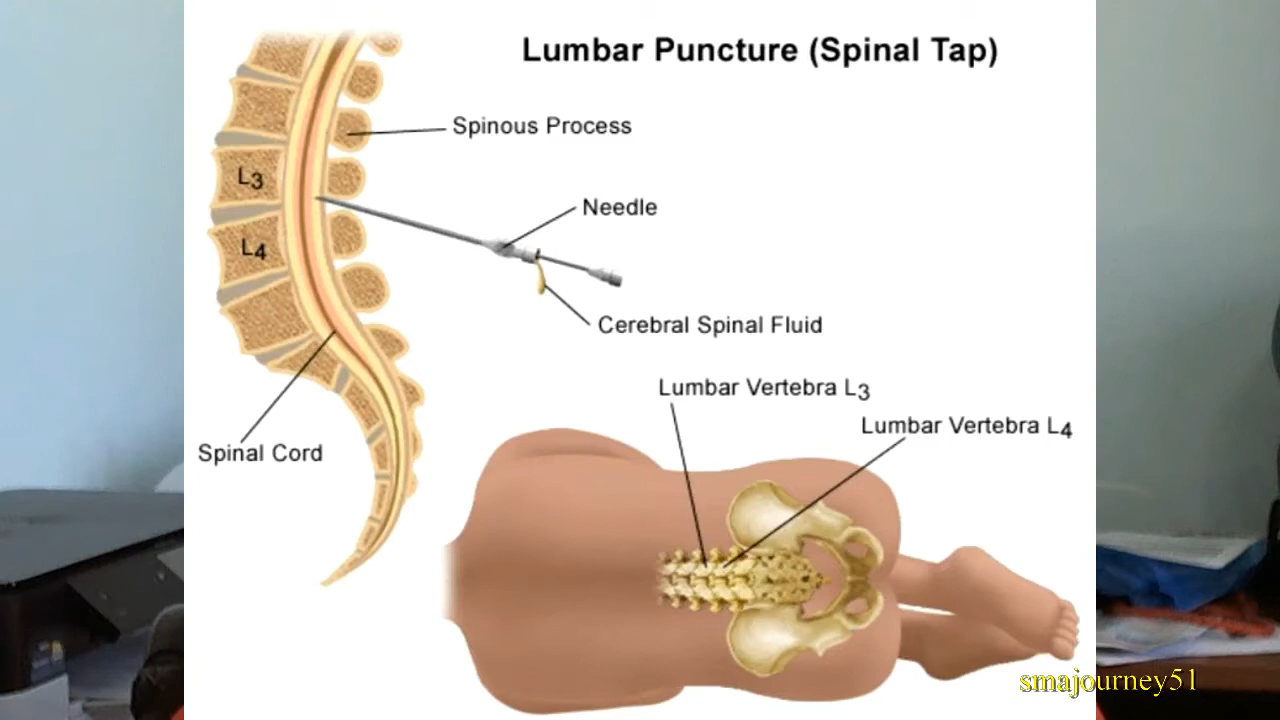 Lumbar Puncture (Spinal Tap)
Spinous Process
L3
Needle
L4
Cerebral Spinal Fluid
Lumbar Vertebra L3
Lumbar Vertebra L4
Spinal Cord
smajourney51